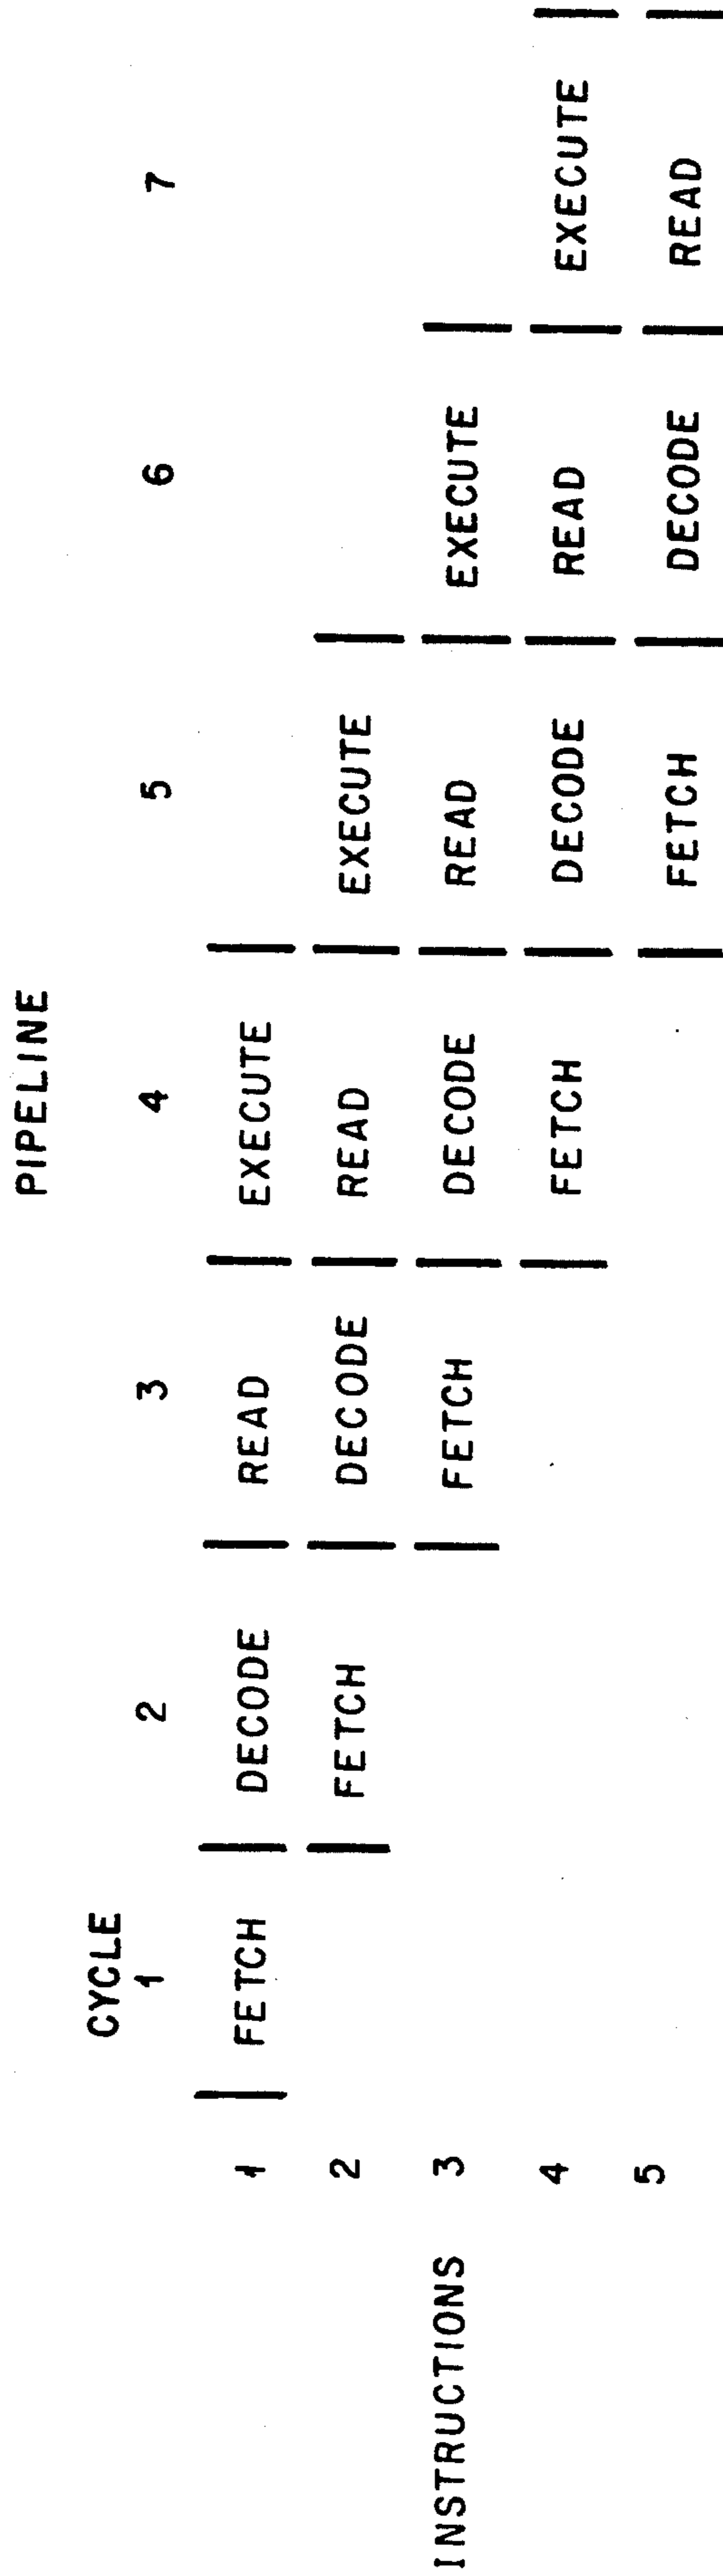 PIPELINE
CYCLE
1 2 3 4 5 6 7
1 FETCH DECODE READ EXECUTE
2 FETCH DECODE READ EXECUTE
INSTRUCTIONS 3 FETCH DECODE READ EXECUTE
4 FETCH DECODE READ EXECUTE
5 FETCH DECODE READ